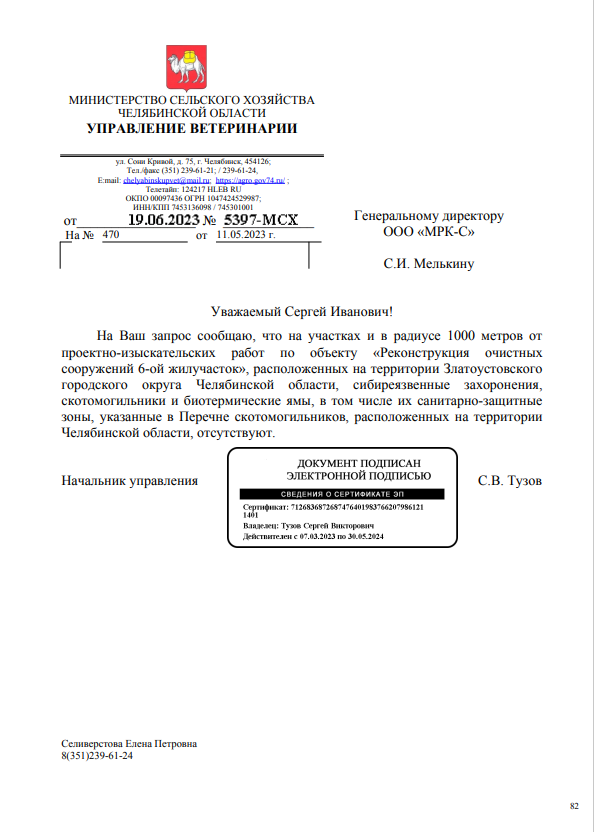 МИНИСТЕРСТВО СЕЛЬСКОГО ХОЗЯЙСТВА
ЧЕЛЯБИНСКОЙ ОБЛАСТИ
УПРАВЛЕНИЕ ВЕТЕРИНАРИИ
ул. Сони Кривой, д. 75, г. Челябинск, 454126;
Тел./факс (351) 239-61-21; / 239-61-24,
E:mail: chelyabinskupvet@mail.ru; https://agro.gov74.ru/ ;
Телетайп: 124217 HLEB RU
ОКПО 00097436 ОГРН 1047424529987;
ИНН/КПП 7453136098 / 745301001
от 19.06.2023 № 5397-МСХ
На № 470 от 11.05.2023 г.
Генеральному директору
ООО «МРК-С»
С.И. Мелькину
Уважаемый Сергей Иванович!
На Ваш запрос сообщаю, что на участках и в радиусе 1000 метров от
проектно-изыскательских работ по объекту «Реконструкция очистных
сооружений 6-ой жилучасток», расположенных на территории Златоустовского
городского округа Челябинской области, сибиреязвенные захоронения,
скотомогильники и биотермические ямы, в том числе их санитарно-защитные
зоны, указанные в Перечне скотомогильников, расположенных на территории
Челябинской области, отсутствуют.
Начальник управления
ДОКУМЕНТ ПОДПИСАН
ЭЛЕКТРОННОЙ ПОДПИСЬЮ
СВЕДЕНИЯ О СЕРТИФИКАТЕ ЭП
Сертификат: 7126836872687476401983766207986121
1401
Владелец: Тузов Сергей Викторович
Действителен с 07.03.2023 по 30.05.2024
С.В. Тузов
Селиверстова Елена Петровна
8(351)239-61-24
82